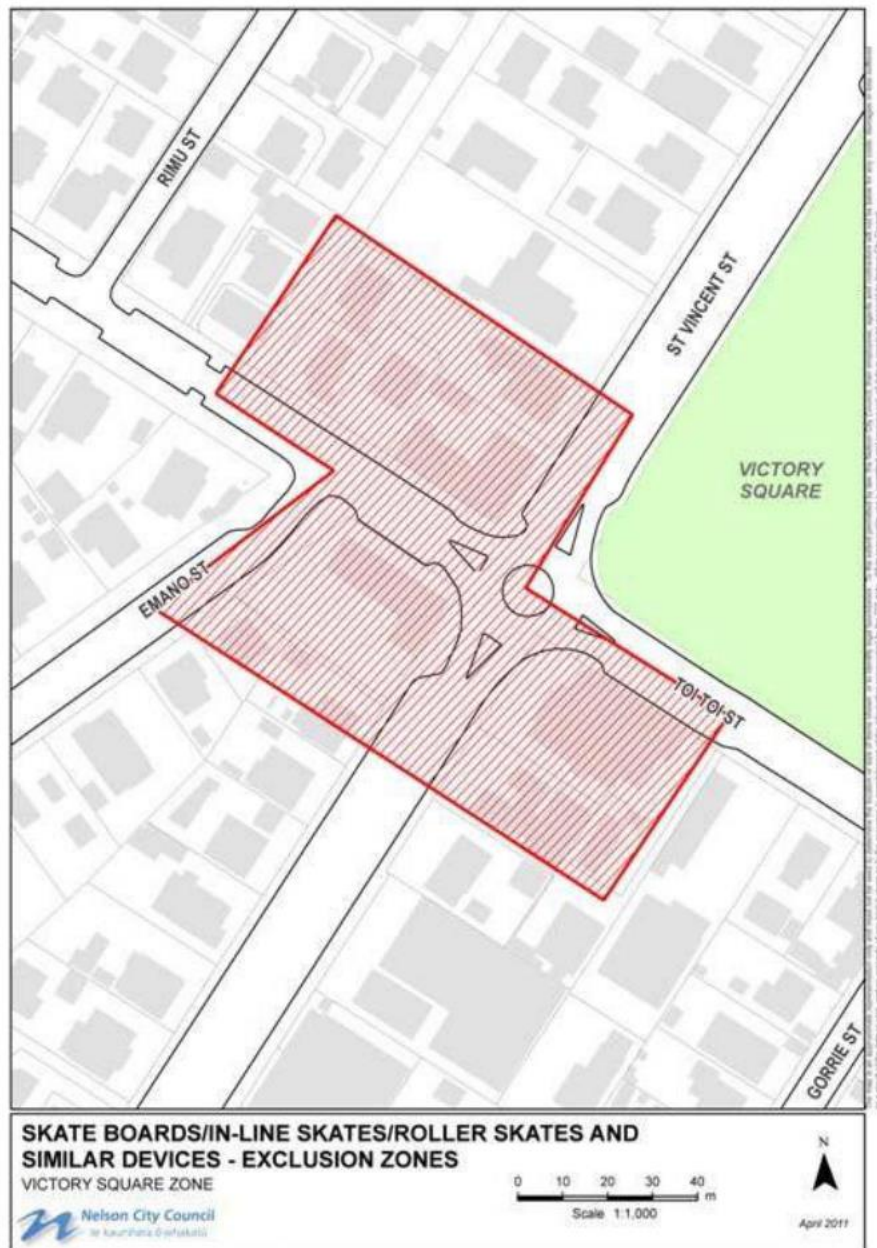 RIMU ST
ST VINCENT ST
VICTORY
SQUARE
EMANO ST
TOI TOI ST
GORRIE ST
SKATE BOARDS/IN-LINE SKATES/ROLLER SKATES AND
SIMILAR DEVICES - EXCLUSION ZONES
VICTORY SQUARE ZONE
Nelson City Council
0 10 20 30 40
m
Scale 1:1,000
N
April 2011